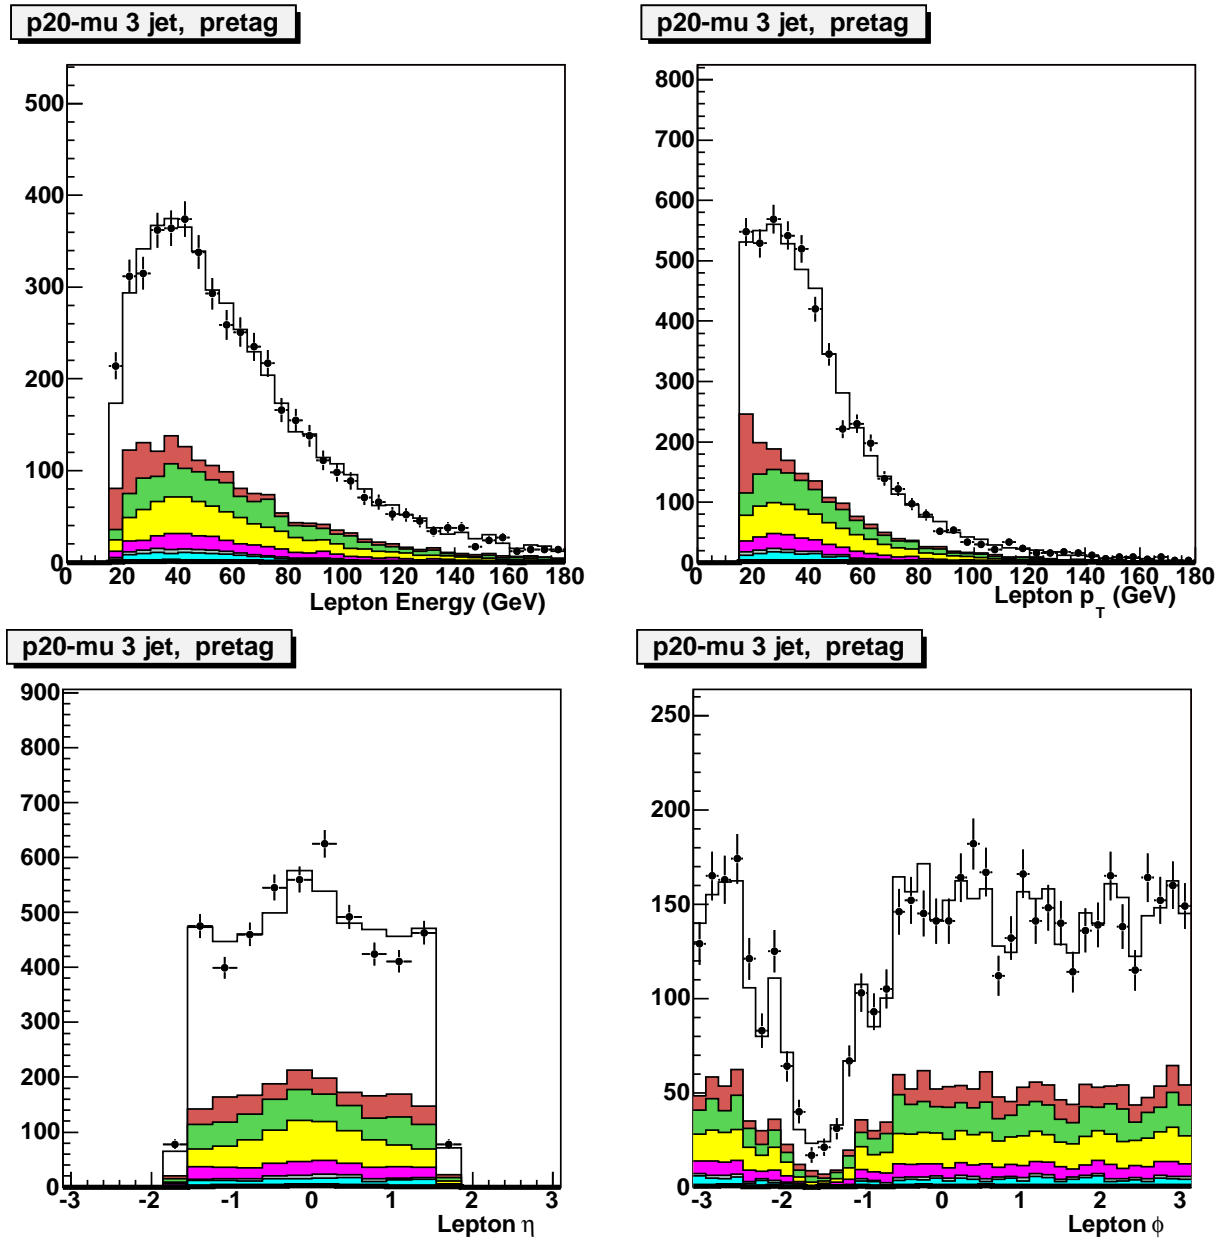 p20-mu 3 jet, pretag
500
400
300
200
100
0
0 20 40 60 80 100 120 140 160 180
Lepton Energy (GeV)
p20-mu 3 jet, pretag
800
700
600
500
400
300
200
100
0
0 20 40 60 80 100 120 140 160 180
Lepton p_T (GeV)
p20-mu 3 jet, pretag
900
800
700
600
500
400
300
200
100
0
-3 -2 -1 0 1 2 3
Lepton η
p20-mu 3 jet, pretag
250
200
150
100
50
0
-3 -2 -1 0 1 2 3
Lepton ϕ